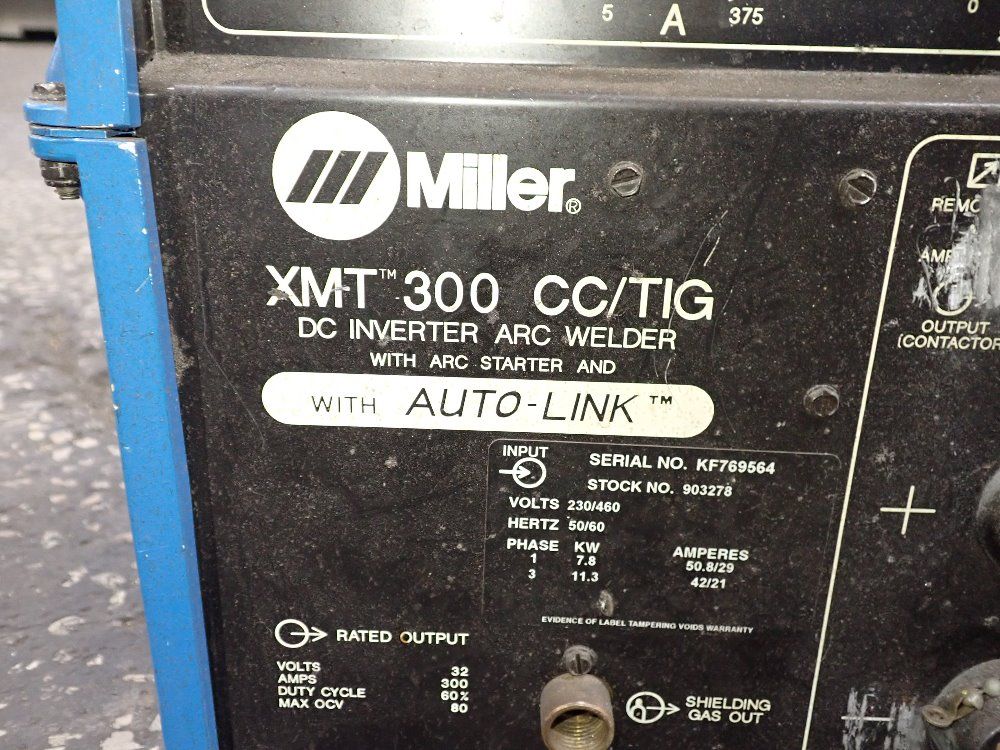 5 A 375 0
Miller®
XMT™ 300 CC/TIG
DC INVERTER ARC WELDER
WITH ARC STARTER AND
WITH AUTO-LINK™
INPUT
SERIAL NO. KF769564
STOCK NO. 903278
VOLTS 230/460
HERTZ 50/60
PHASE KW AMPERES
1 7.8 50.8/29
3 11.3 42/21
EVIDENCE OF LABEL TAMPERING VOIDS WARRANTY
RATED OUTPUT
VOLTS 32
AMPS 300
DUTY CYCLE 60%
MAX OCV 80
SHIELDING
GAS OUT
OUTPUT
(CONTACTOR
+